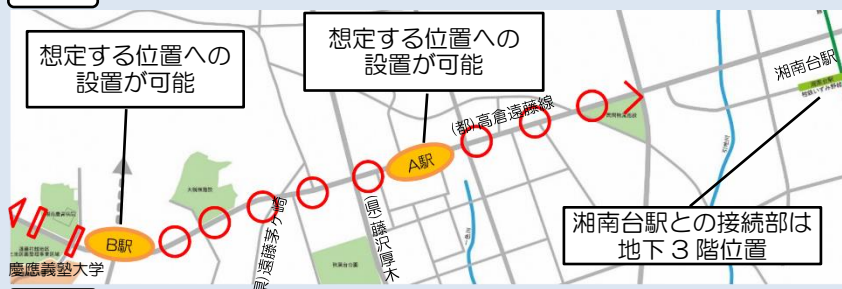 想定する位置への
設置が可能
想定する位置への
設置が可能
湘南台駅
(都)高倉遠藤線
A駅
B駅
(県)藤沢厚木
県)遠藤茅ケ崎
慶應義塾大学
湘南台駅との接続部は
地下3階位置